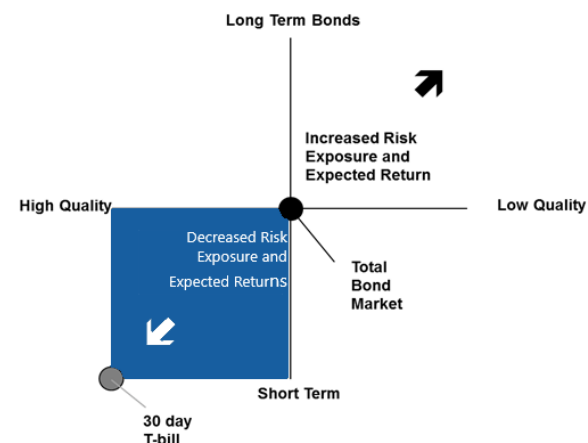 Long Term Bonds
Increased Risk
Exposure and
Expected Return
High Quality
Low Quality
Decreased Risk
Exposure and
Expected Returns
Total
Bond
Market
Short Term
30 day
T-bill